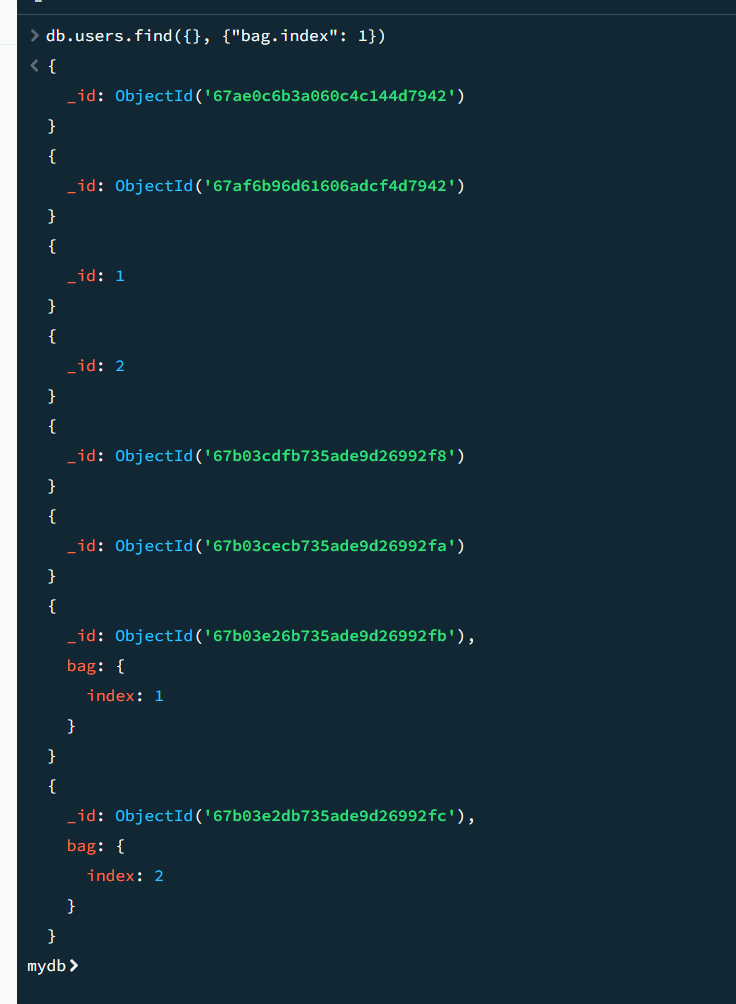 > db.users.find({}, {"bag.index": 1})
< {
_id: ObjectId('67ae0c6b3a060c4c144d7942')
}
{
_id: ObjectId('67af6b96d61606adcf4d7942')
}
{
_id: 1
}
{
_id: 2
}
{
_id: ObjectId('67b03cdfb735ade9d26992f8')
}
{
_id: ObjectId('67b03cecb735ade9d26992fa')
}
{
_id: ObjectId('67b03e26b735ade9d26992fb'),
bag: {
index: 1
}
}
{
_id: ObjectId('67b03e2db735ade9d26992fc'),
bag: {
index: 2
}
}
mydb>